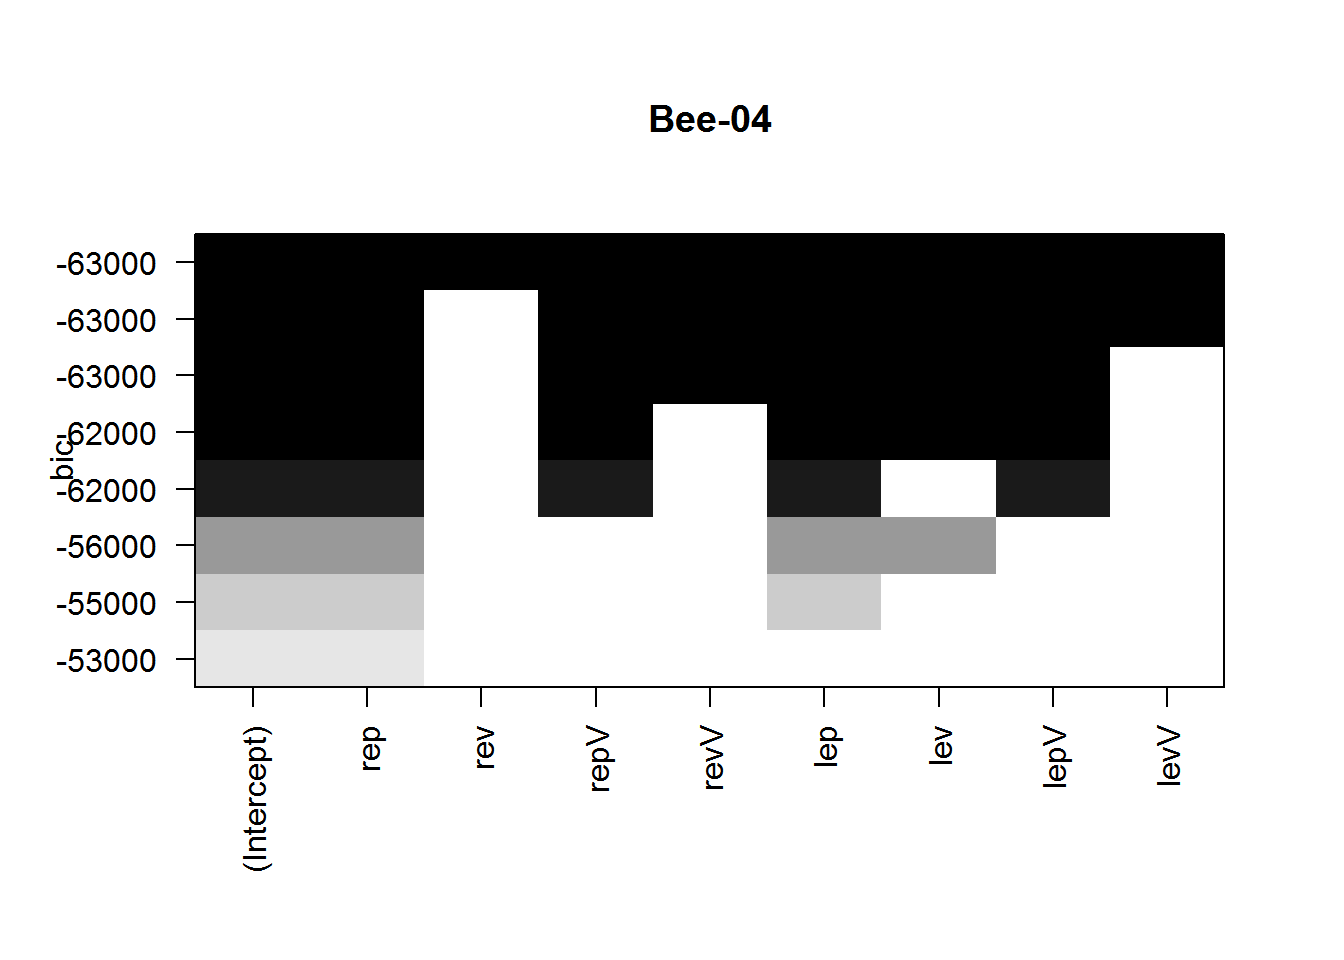 Bee-04
bic
-63000
-63000
-63000
-62000
-62000
-56000
-55000
-53000
(Intercept)
rep
rev
repV
revV
lep
lev
lepV
levV